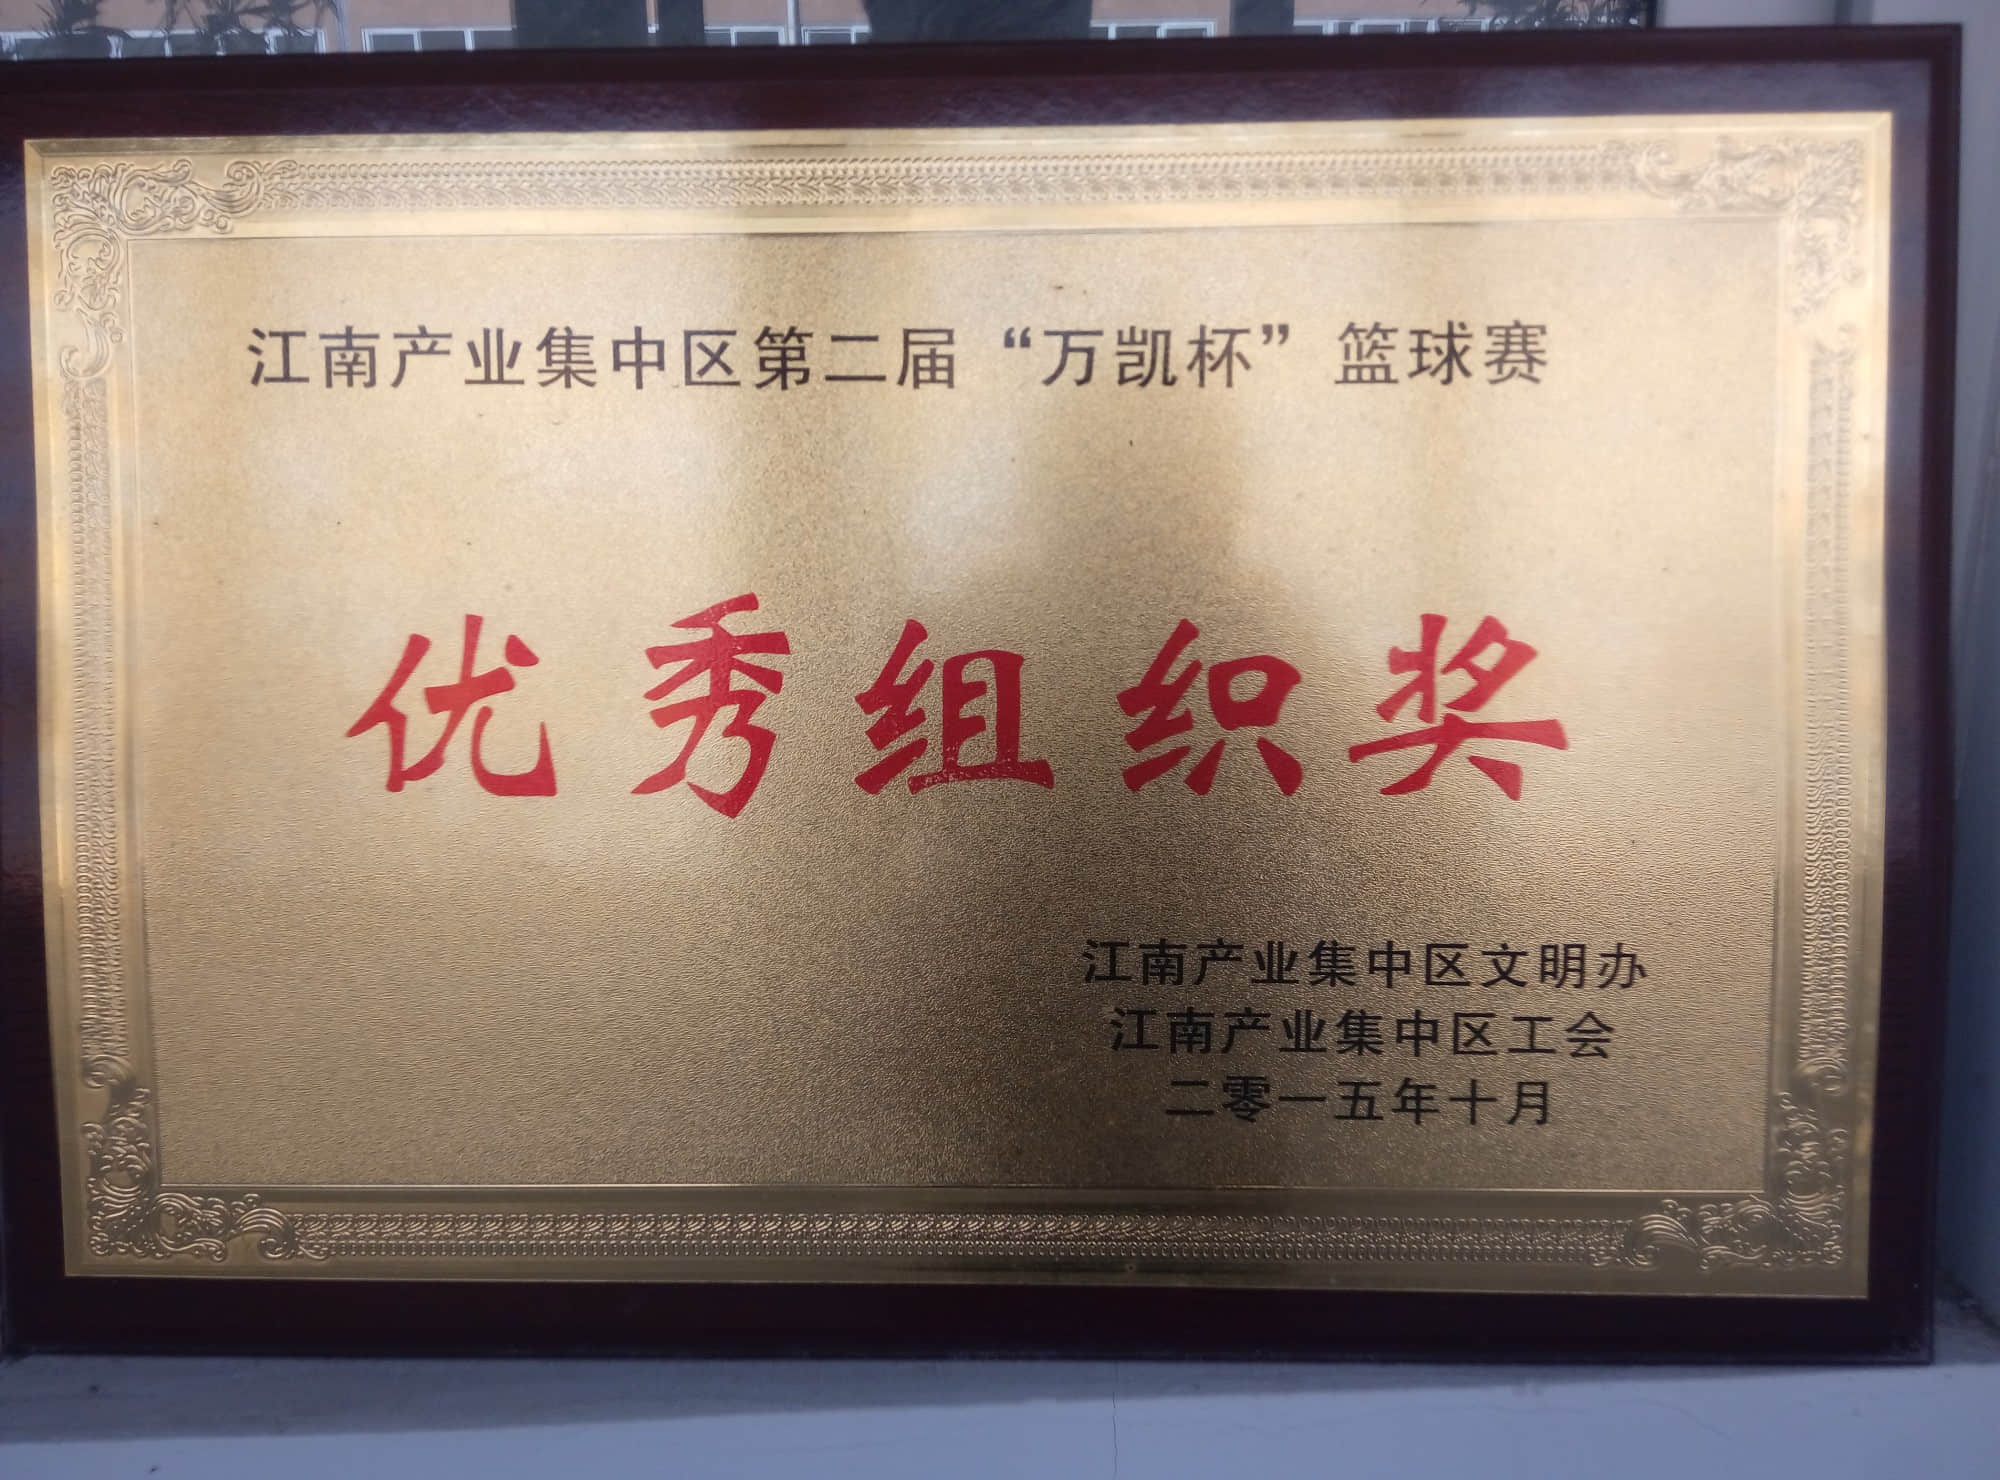 江南产业集中区第二届“万凯杯”篮球赛
优秀组织奖
江南产业集中区文明办
江南产业集中区工会
二零一五年十月